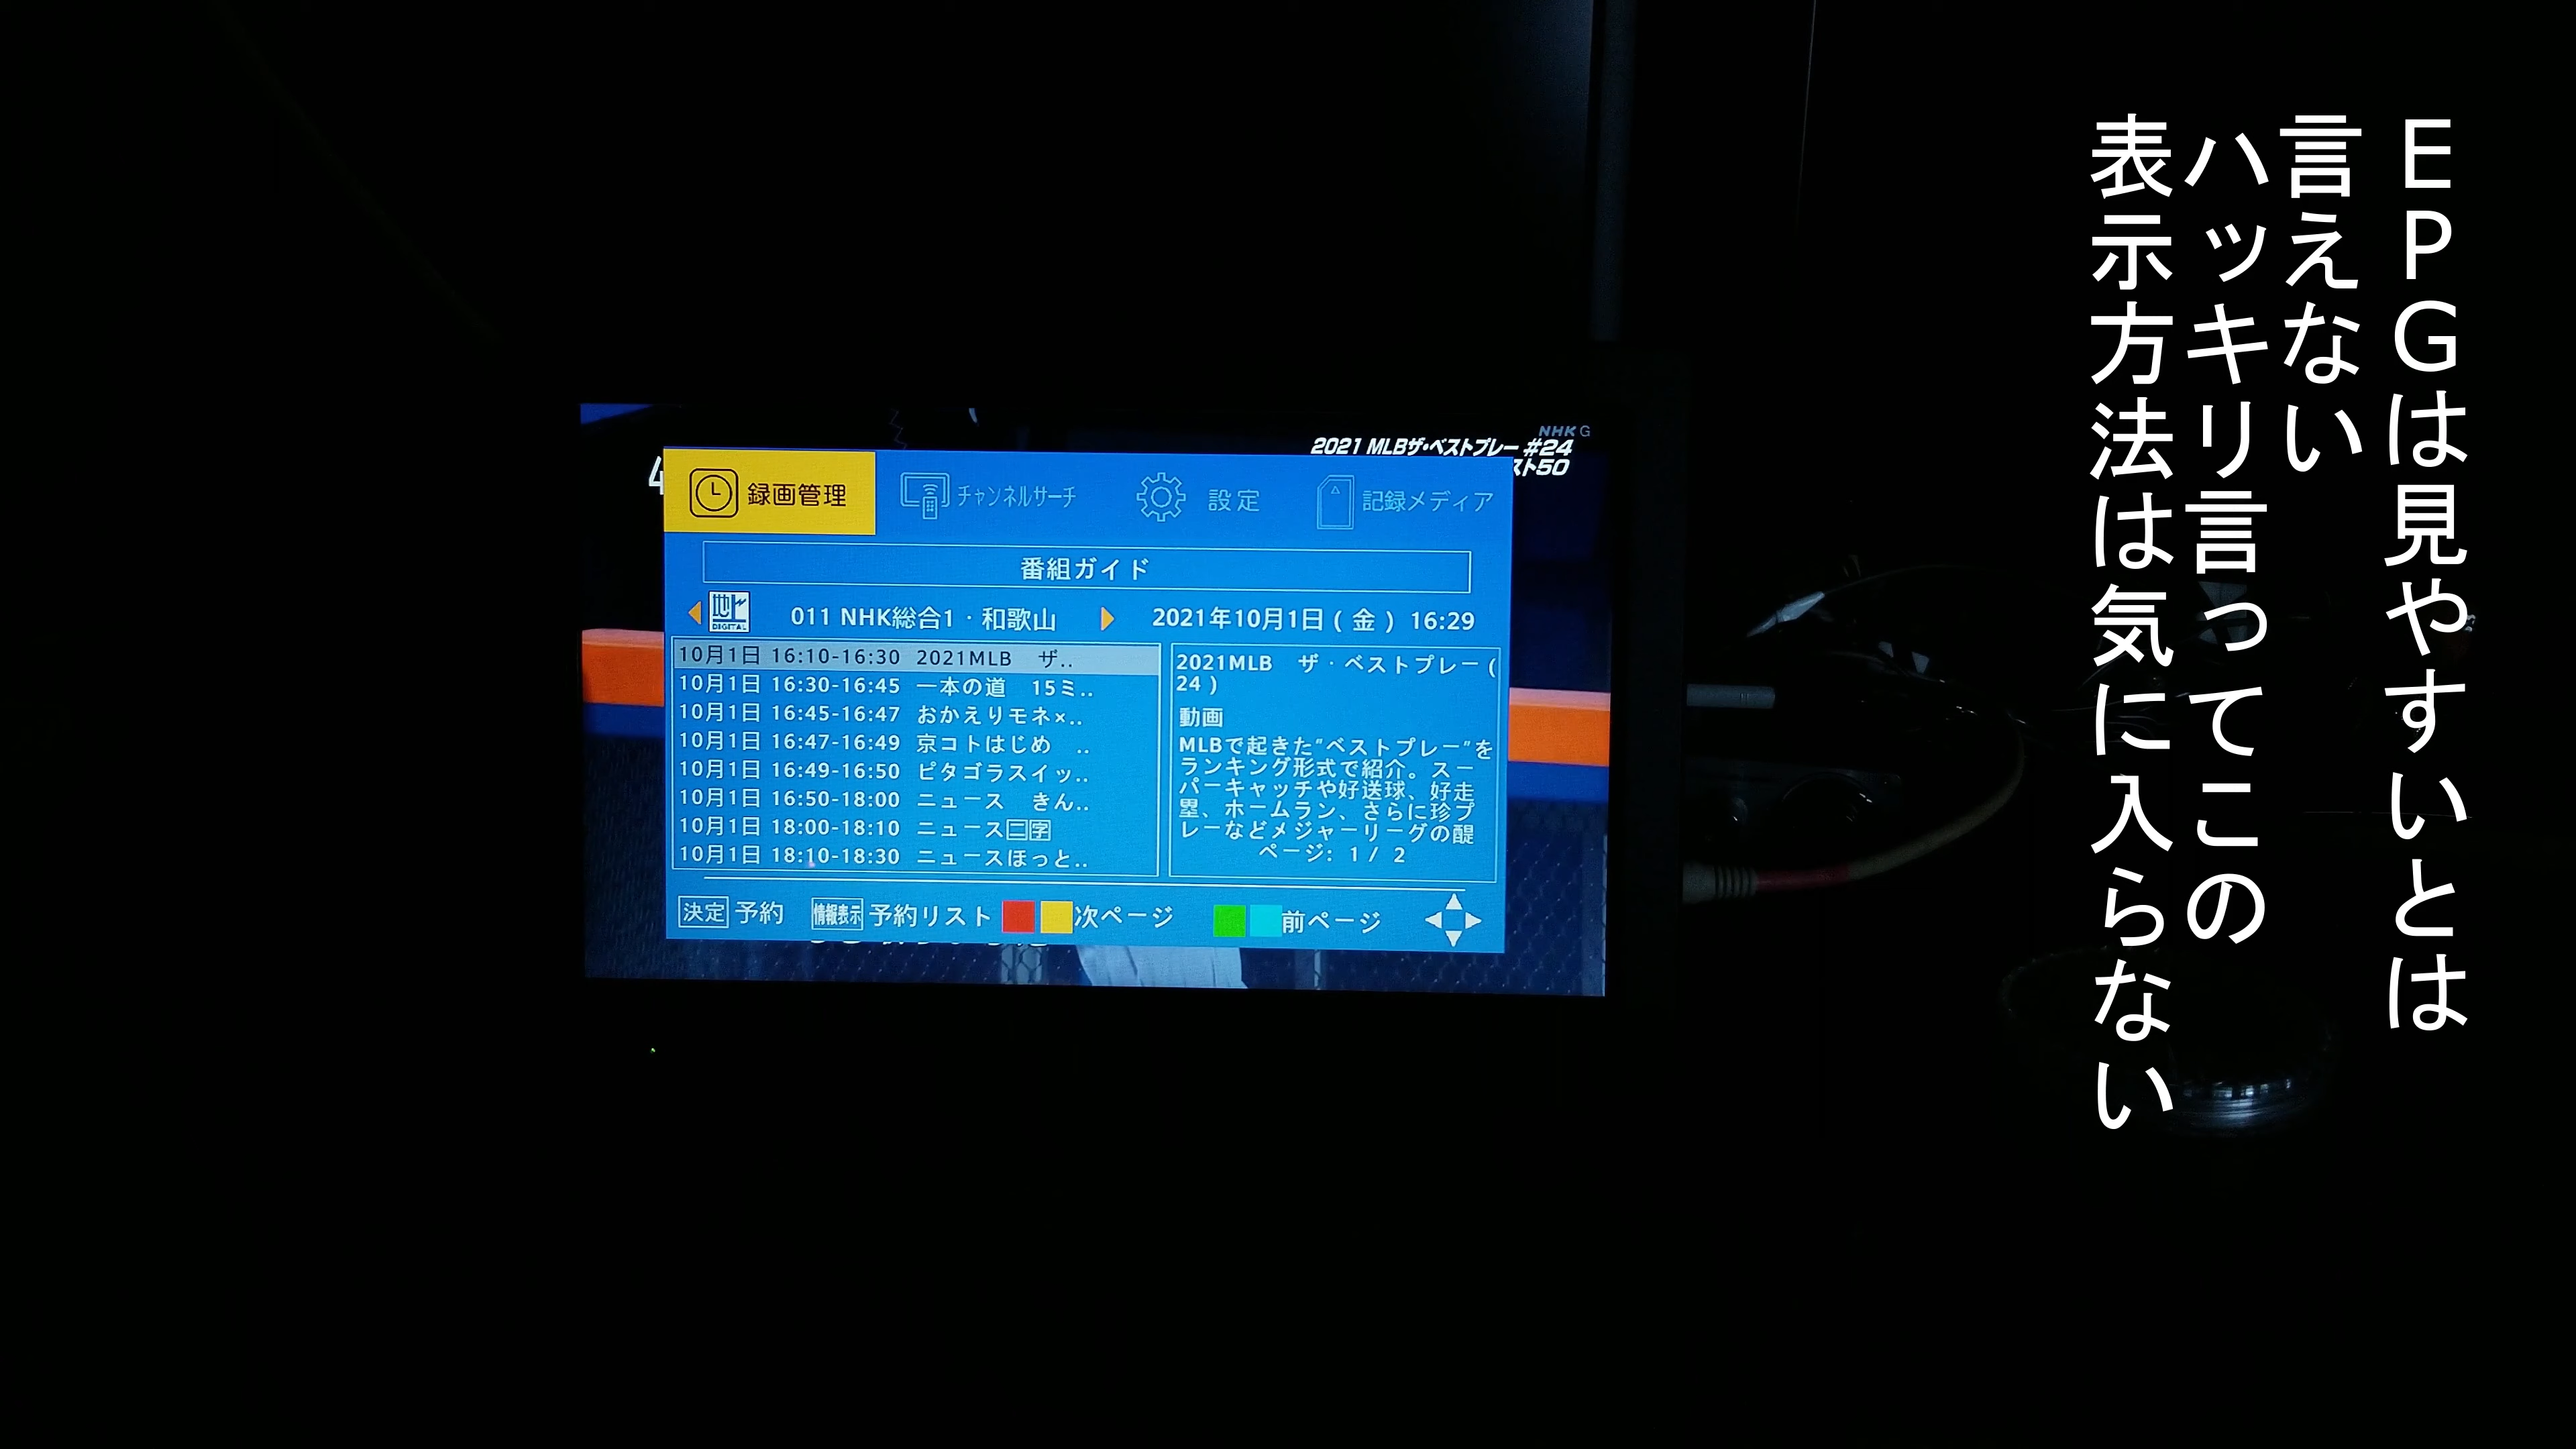 EPGは見やすいとは
言えない
ハッキリ言ってこの
表示方法は気に入らない
NHK G
2021 MLBザ・ベストプレー #24
スト50
4
録画管理
チャンネルサーチ
設定
記録メディア
番組ガイド
地デジ DIGITAL
011 NHK総合1・和歌山
2021年10月1日 ( 金 ) 16:29
10月1日 16:10-16:30 2021MLB ザ..
10月1日 16:30-16:45 一本の道 15ミ..
10月1日 16:45-16:47 おかえりモネ×..
10月1日 16:47-16:49 京コトはじめ ..
10月1日 16:49-16:50 ピタゴラスイッ..
10月1日 16:50-18:00 ニュース きん..
10月1日 18:00-18:10 ニュース二字
10月1日 18:10-18:30 ニュースほっと..
2021MLB ザ・ベストプレー (
24 )
動画
MLBで起きた“ベストプレー”を
ランキング形式で紹介。スー
パーキャッチや好送球、好走
塁、ホームラン、さらに珍プ
レーなどメジャーリーグの醍
ページ: 1 / 2
決定 予約
情報表示 予約リスト
次ページ
前ページ